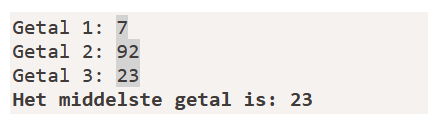 Getal 1: 7
Getal 2: 92
Getal 3: 23
Het middelste getal is: 23